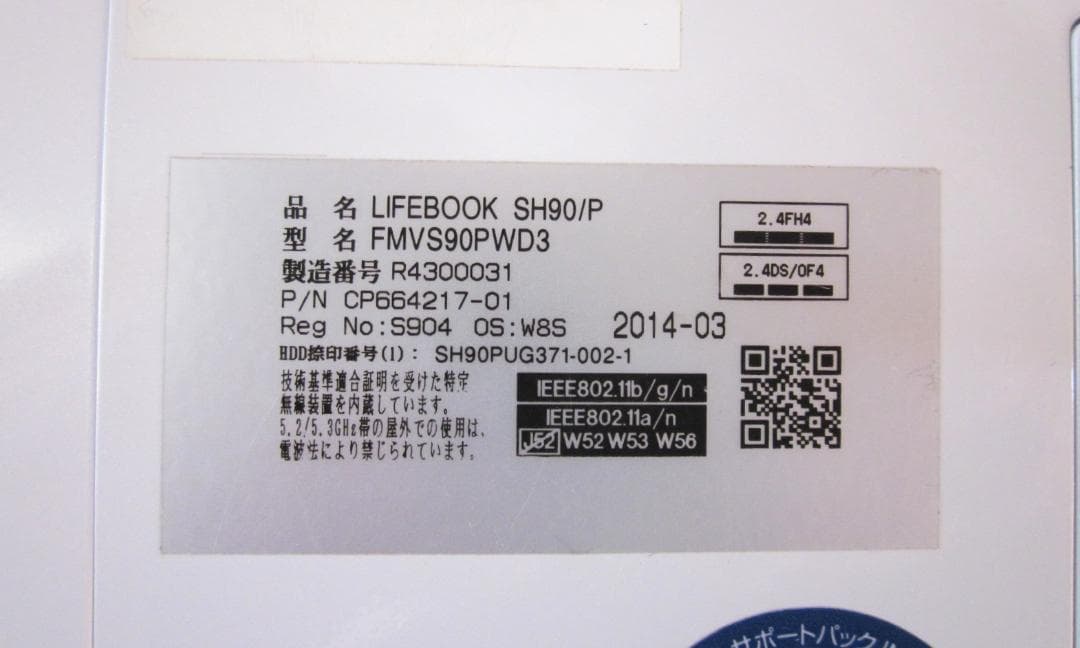 品 名 LIFEBOOK SH90/P
型 名 FMVS90PWD3
製造番号 R4300031
P/N CP664217-01
Reg No:S904 OS:W8S 2014-03
HDD捺印番号(1): SH90PUG371-002-1
技術基準適合証明を受けた特定
無線装置を内蔵しています。
5.2/5.3GHz帯の屋外での使用は、
電波法により禁じられています。
2.4FH4
2.4DS/OF4
IEEE802.11b/g/n
IEEE802.11a/n
J52 W52 W53 W56
サポートパック